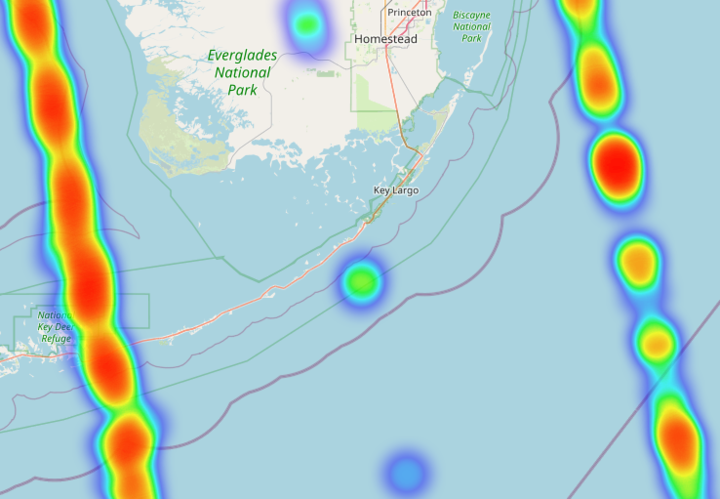 Princeton
Biscayne
National
Park
Homestead
Everglades
National
Park
Key Largo
Key Deer
Refuge